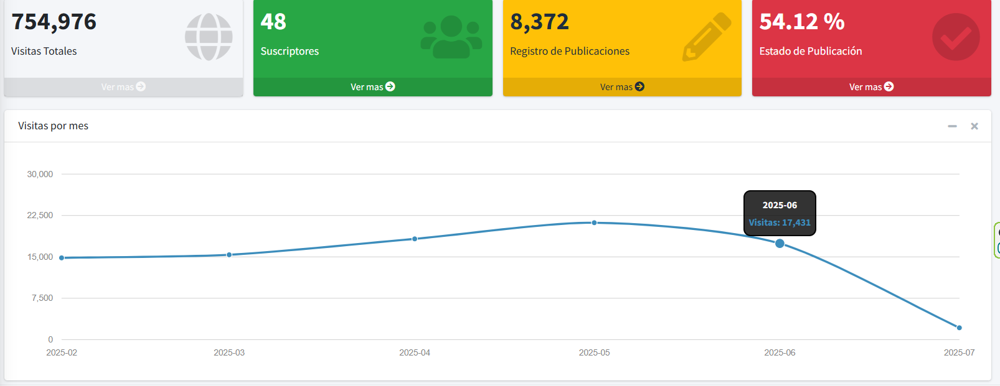 754,976
Visitas Totales
Ver mas
48
Suscriptores
Ver mas
8,372
Registro de Publicaciones
Ver mas
54.12 %
Estado de Publicación
Ver mas
Visitas por mes
30,000
22,500
15,000
7,500
0
2025-06
Visitas: 17,431
2025-02
2025-03
2025-04
2025-05
2025-06
2025-07